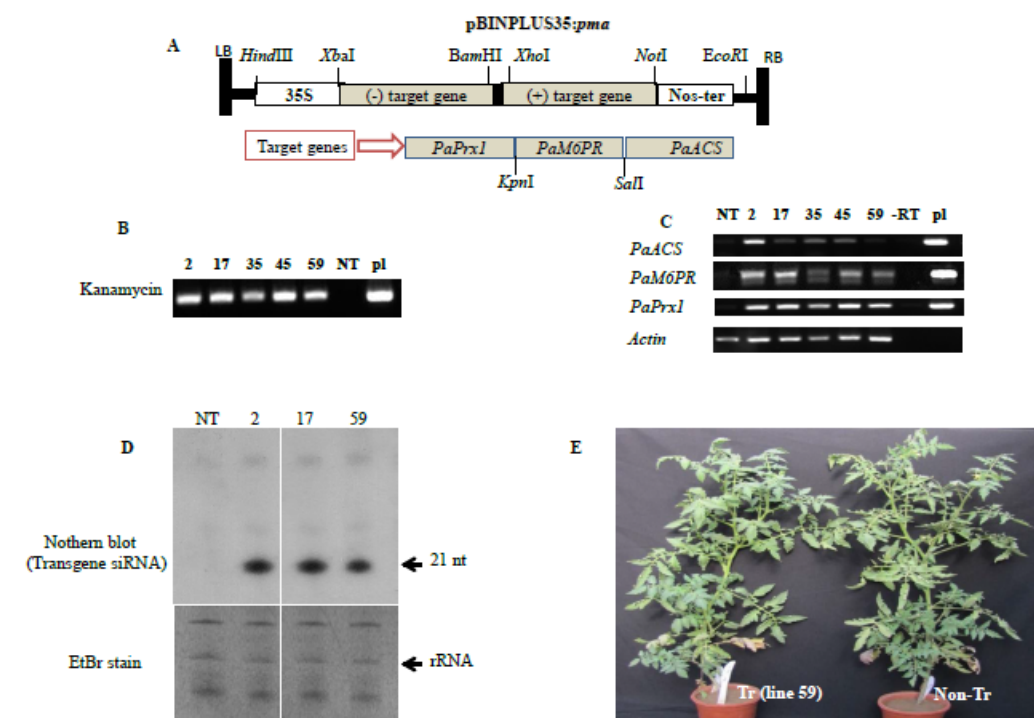 pBINPLUS35:pma
A
LB HindIII XbaI BamHI XhoI NotI EcoRI RB
35S (-) target gene (+) target gene Nos-ter
Target genes PaPrx1 PaM6PR PaACS
KpnI SalI
B
2 17 35 45 59 NT pl
Kanamycin
C
NT 2 17 35 45 59 -RT pl
PaACS
PaM6PR
PaPrx1
Actin
D
NT 2 17 59
Nothern blot
(Transgene siRNA)
21 nt
EtBr stain
rRNA
E
Tr (line 59) Non-Tr